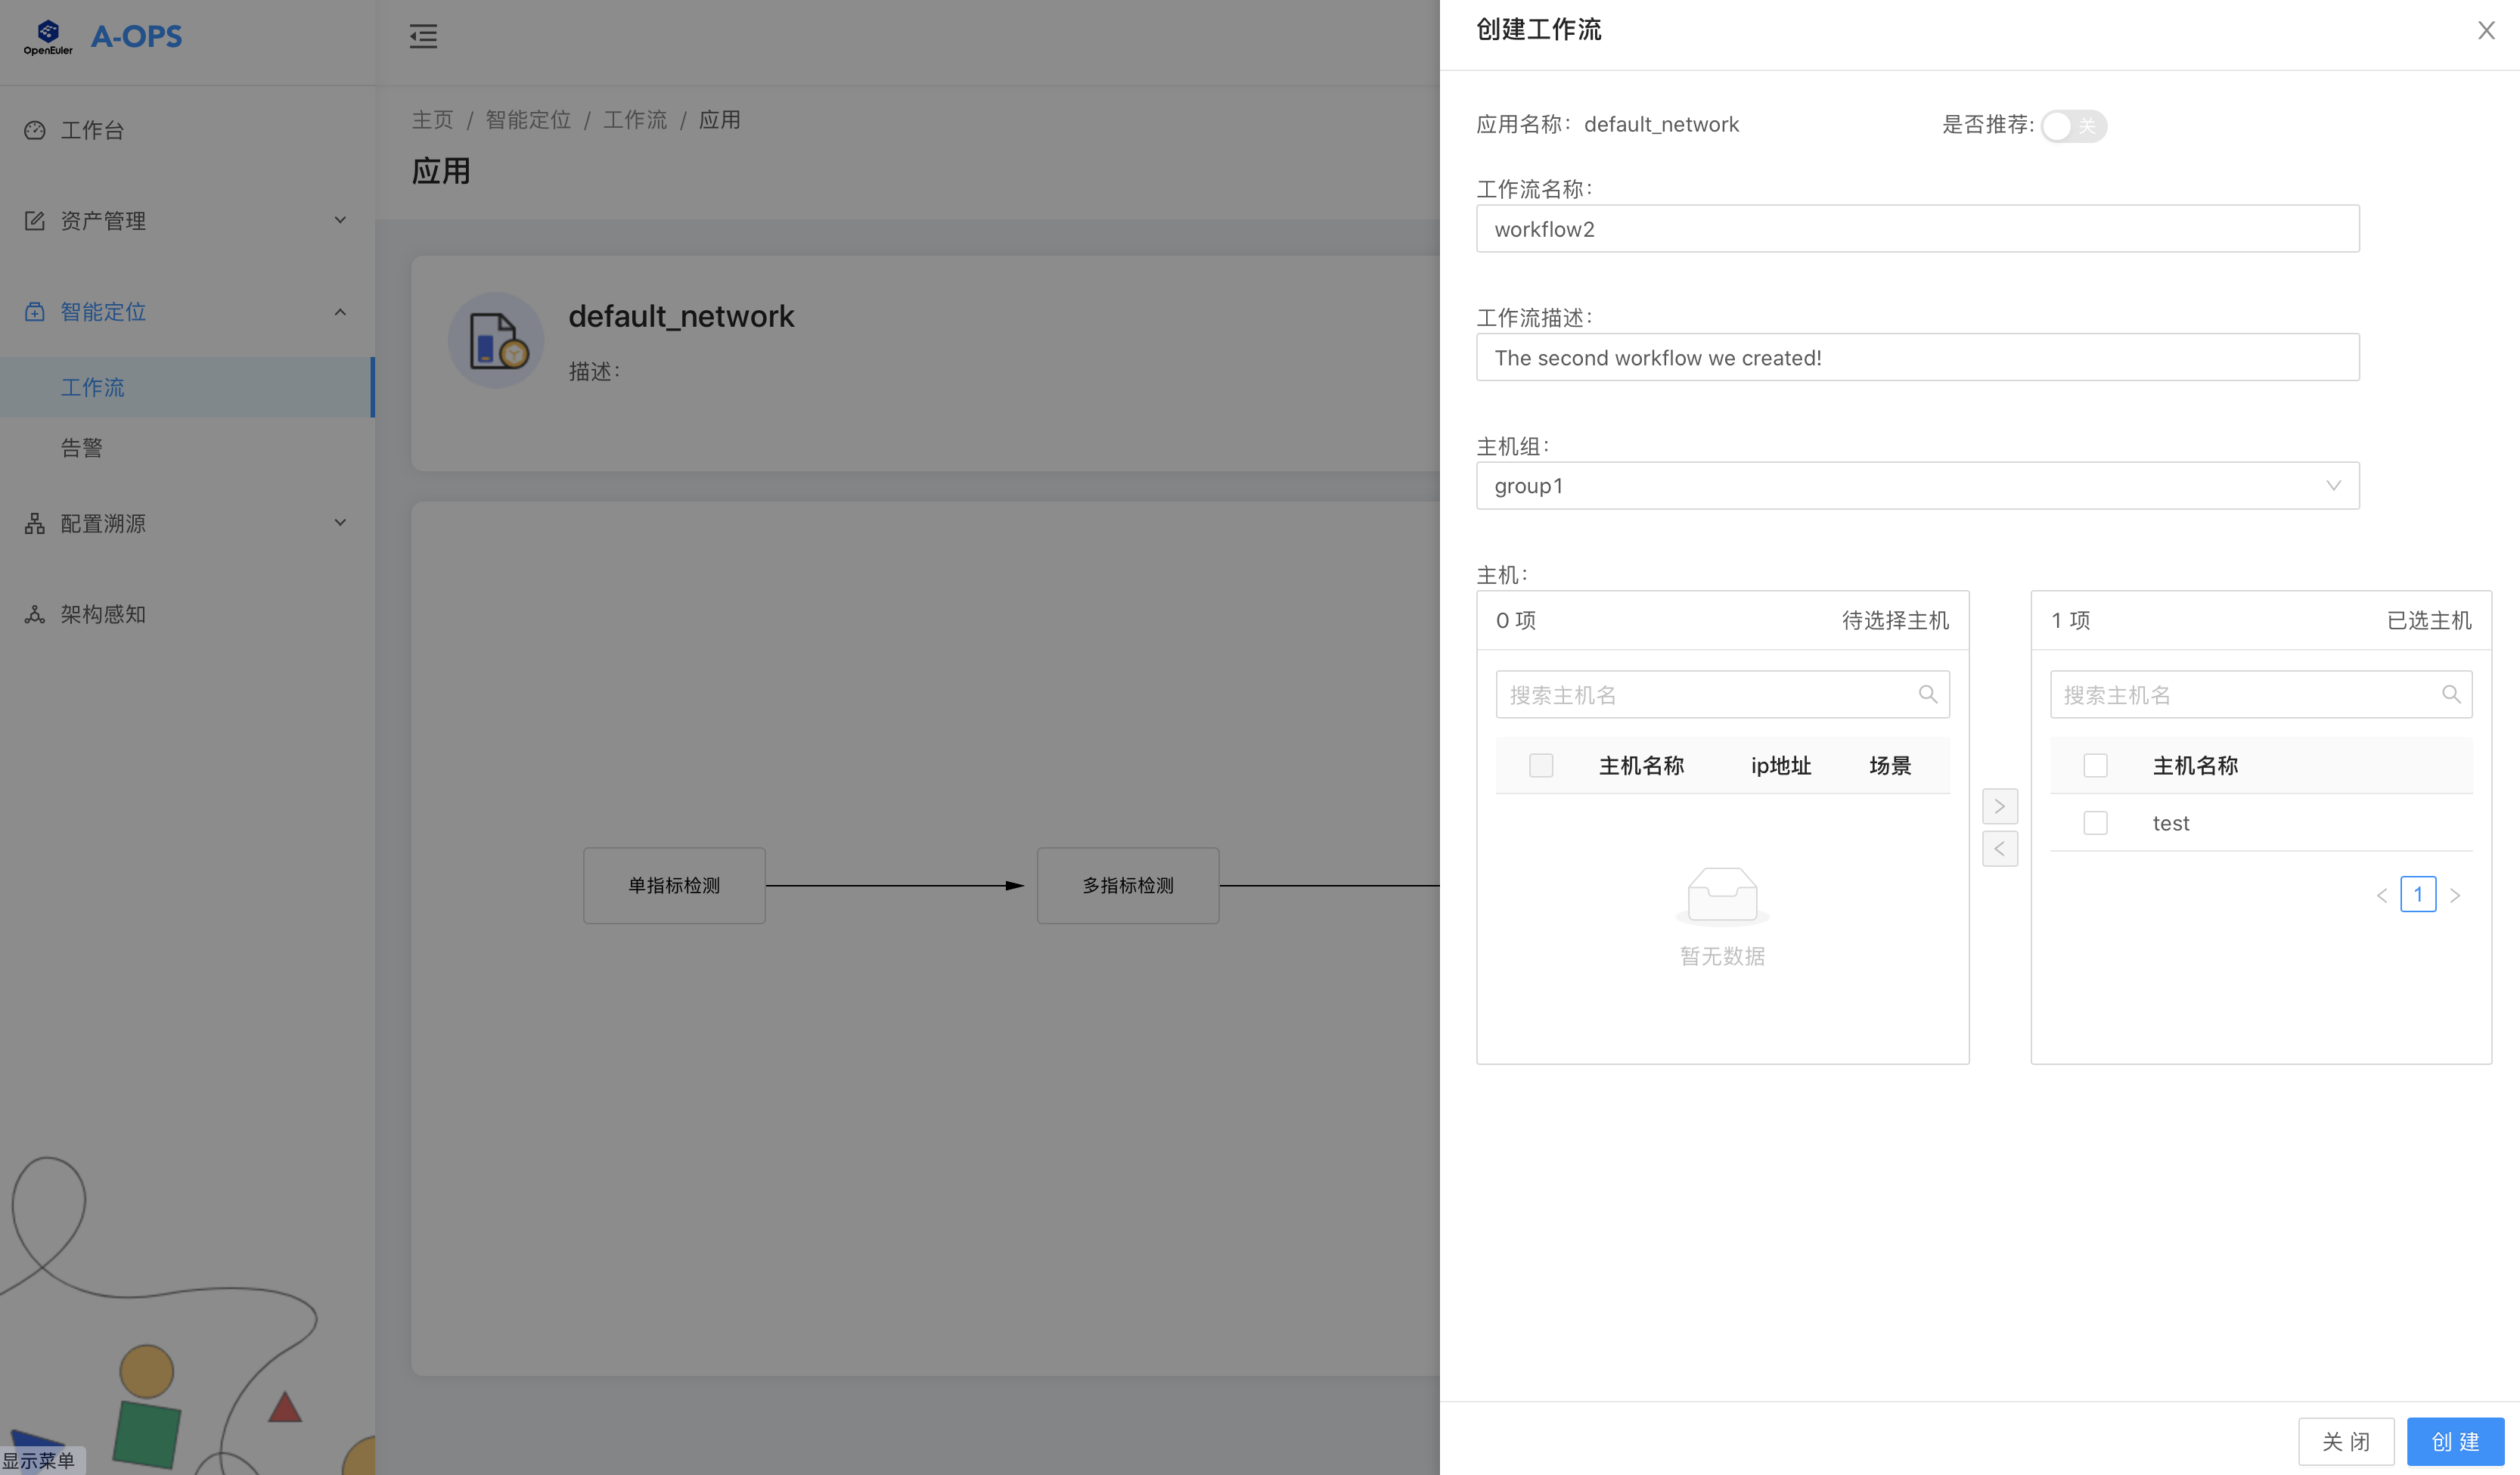 OpenEuler
A-OPS
工作台
资产管理
智能定位
工作流
告警
配置溯源
架构感知
显示菜单
主页 / 智能定位 / 工作流 / 应用
应用
default_network
描述：
单指标检测
多指标检测
创建工作流
应用名称： default_network
是否推荐: 关
工作流名称：
workflow2
工作流描述：
The second workflow we created!
主机组：
group1
主机：
0 项 待选择主机
搜索主机名
主机名称 ip地址 场景
暂无数据
1 项 已选主机
搜索主机名
主机名称
test
1
关 闭
创 建